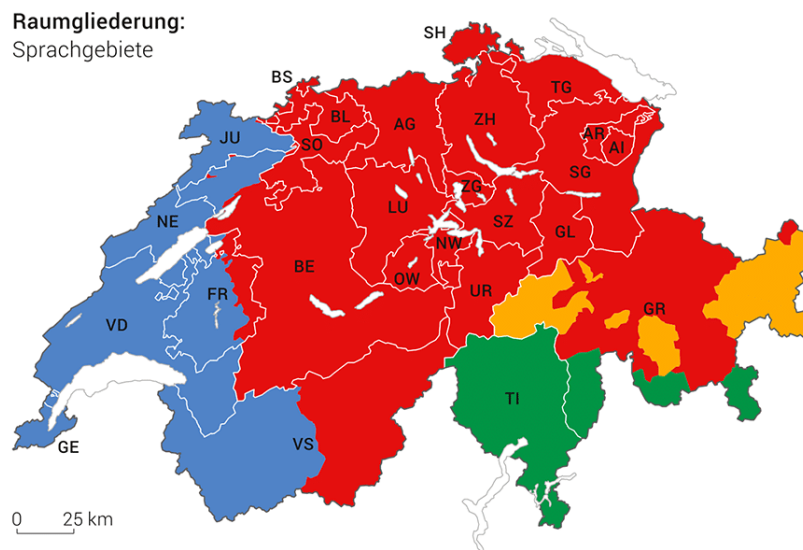 Raumgliederung:
Sprachgebiete
SH
BS
TG
BL
JU
AG
ZH
SO
AR
AI
SG
ZG
LU
NE
SZ
GL
NW
BE
OW
FR
UR
GR
VD
TI
VS
GE
0 25 km